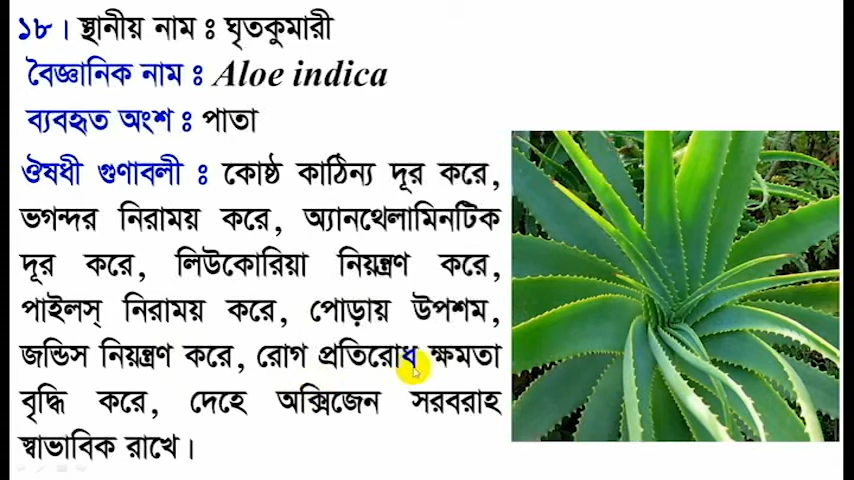 ১৮। স্থানীয় নাম ঃ ঘৃতকুমারী
বৈজ্ঞানিক নাম ঃ Aloe indica
ব্যবহৃত অংশ ঃ পাতা
ঔষধী গুণাবলী ঃ কোষ্ঠ কাঠিন্য দূর করে,
ভগন্দর নিরাময় করে, অ্যানথেলামিনটিক
দূর করে, লিউকোরিয়া নিয়ন্ত্রণ করে,
পাইলস্ নিরাময় করে, পোড়ায় উপশম,
জন্ডিস নিয়ন্ত্রণ করে, রোগ প্রতিরোধ ক্ষমতা
বৃদ্ধি করে, দেহে অক্সিজেন সরবরাহ
স্বাভাবিক রাখে।